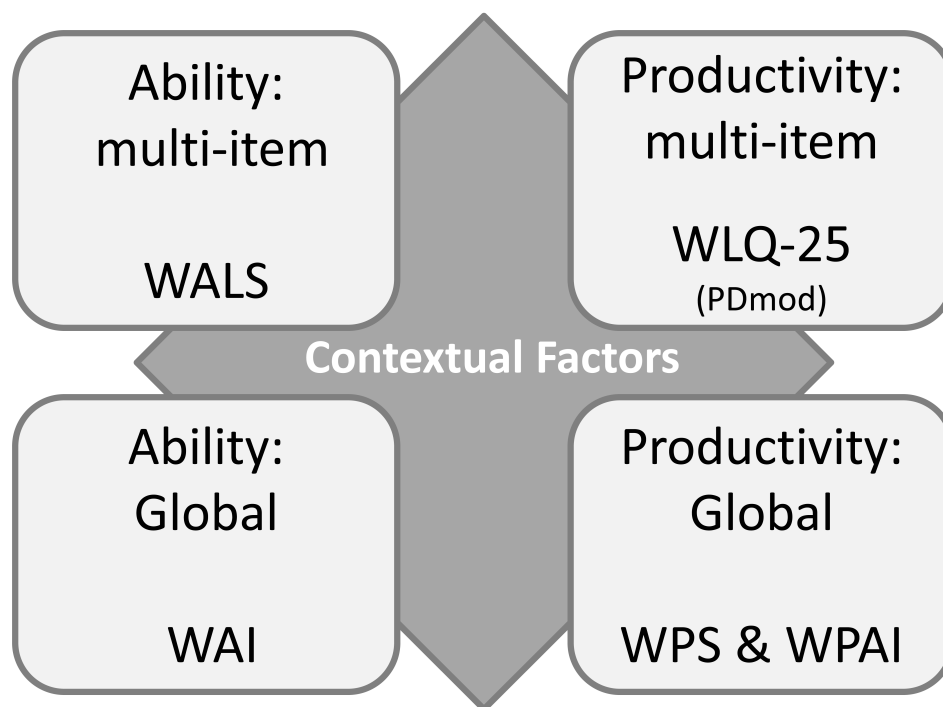 Ability:
multi-item
WALS
Productivity:
multi-item
WLQ-25
(PDmod)
Contextual Factors
Ability:
Global
WAI
Productivity:
Global
WPS & WPAI